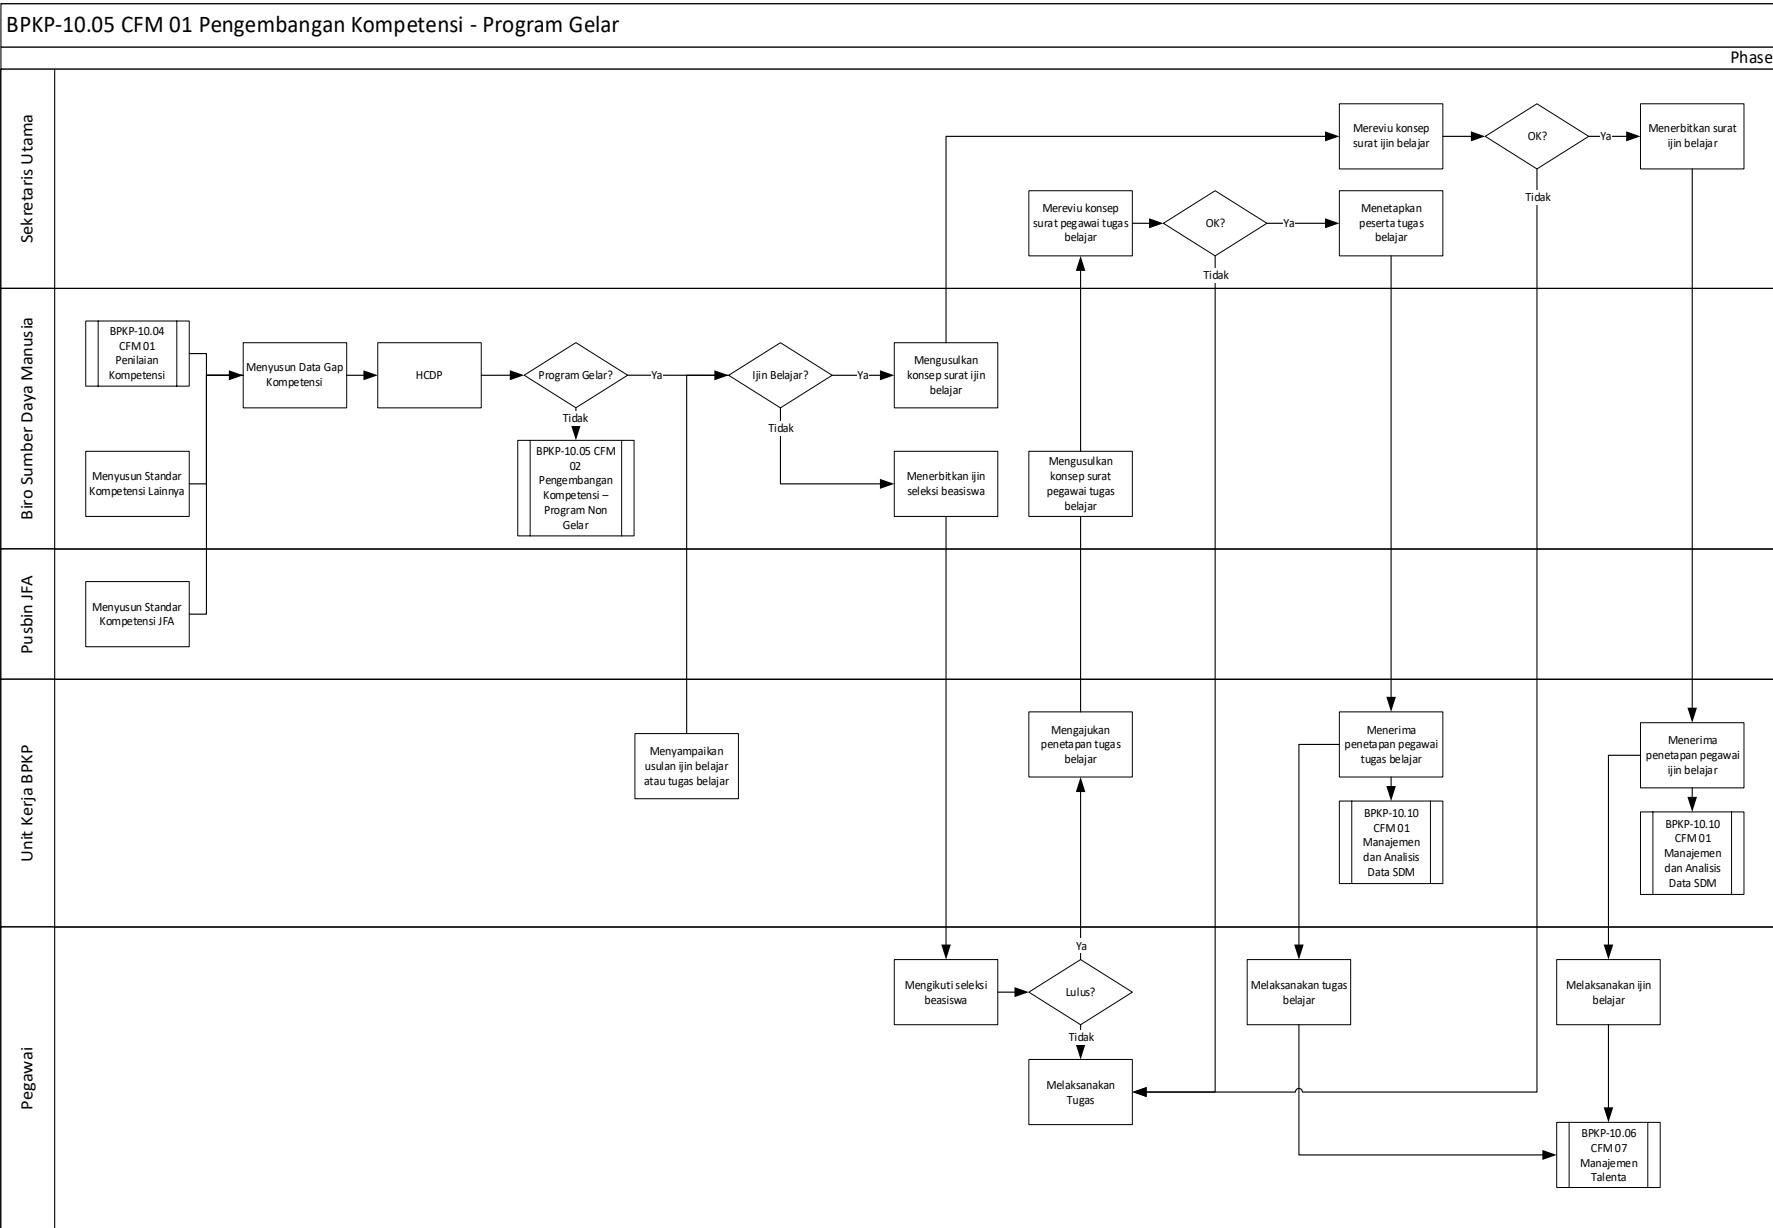 BPKP-10.05 CFM 01 Pengembangan Kompetensi - Program Gelar
Phase
Sekretaris Utama
Mereviu konsep
surat ijin belajar
OK?
Ya
Menerbitkan surat
ijin belajar
Tidak
Mereviu konsep
surat pegawai tugas
belajar
OK?
Ya
Menetapkan
peserta tugas
belajar
Tidak
Biro Sumber Daya Manusia
BPKP-10.04
CFM 01
Penilaian
Kompetensi
Menyusun Data Gap
Kompetensi
HCDP
Program Gelar?
Ya
Ijin Belajar?
Ya
Mengusulkan
konsep surat ijin
belajar
Tidak
Tidak
BPKP-10.05 CFM
02
Pengembangan
Kompetensi –
Program Non
Gelar
Menyusun Standar
Kompetensi Lainnya
Menerbitkan ijin
seleksi beasiswa
Mengusulkan
konsep surat
pegawai tugas
belajar
Pusbin JFA
Menyusun Standar
Kompetensi JFA
Unit Kerja BPKP
Menyampaikan
usulan ijin belajar
atau tugas belajar
Mengajukan
penetapan tugas
belajar
Menerima
penetapan pegawai
tugas belajar
Menerima
penetapan pegawai
ijin belajar
BPKP-10.10
CFM 01
Manajemen
dan Analisis
Data SDM
BPKP-10.10
CFM 01
Manajemen
dan Analisis
Data SDM
Pegawai
Mengikuti seleksi
beasiswa
Ya
Lulus?
Tidak
Melaksanakan
Tugas
Melaksanakan tugas
belajar
Melaksanakan ijin
belajar
BPKP-10.06
CFM 07
Manajemen
Talenta